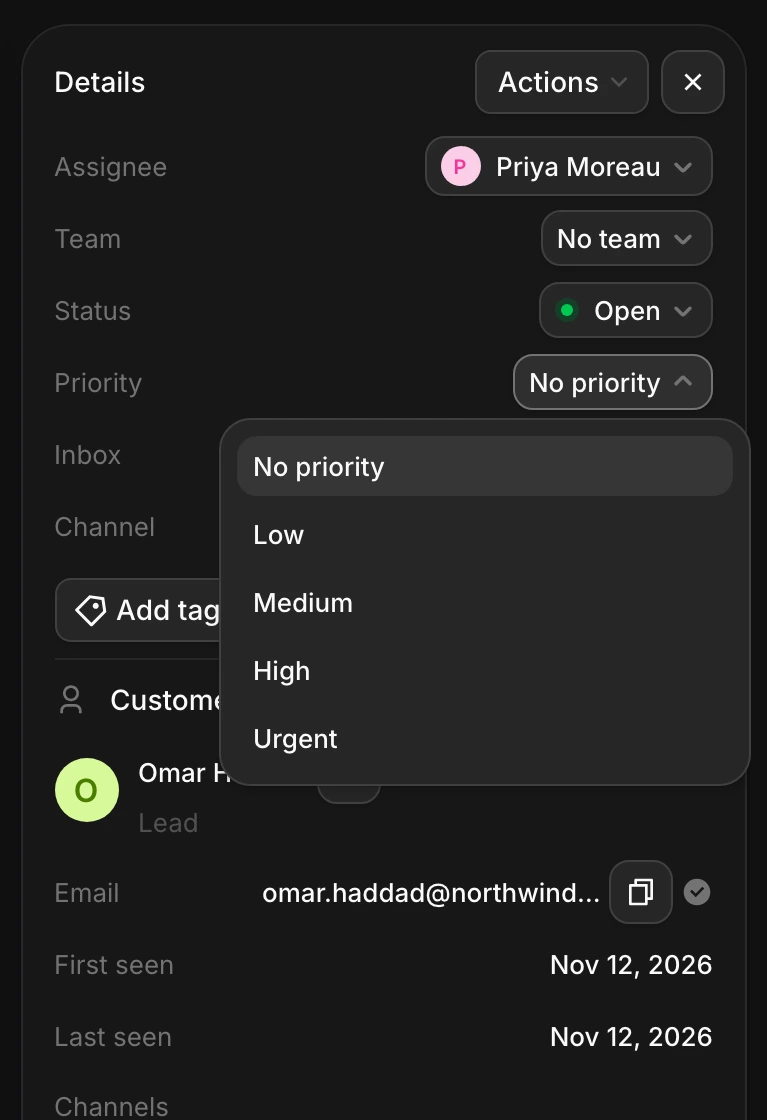 Details
Actions
Assignee
P
Priya Moreau
Team
No team
Status
Open
Priority
No priority
Inbox
No priority
Channel
Low
Add tag
Medium
High
Urgent
Omar
O
Lead
Email
omar.haddad@northwind...
First seen
Nov 12, 2026
Last seen
Nov 12, 2026
Channels